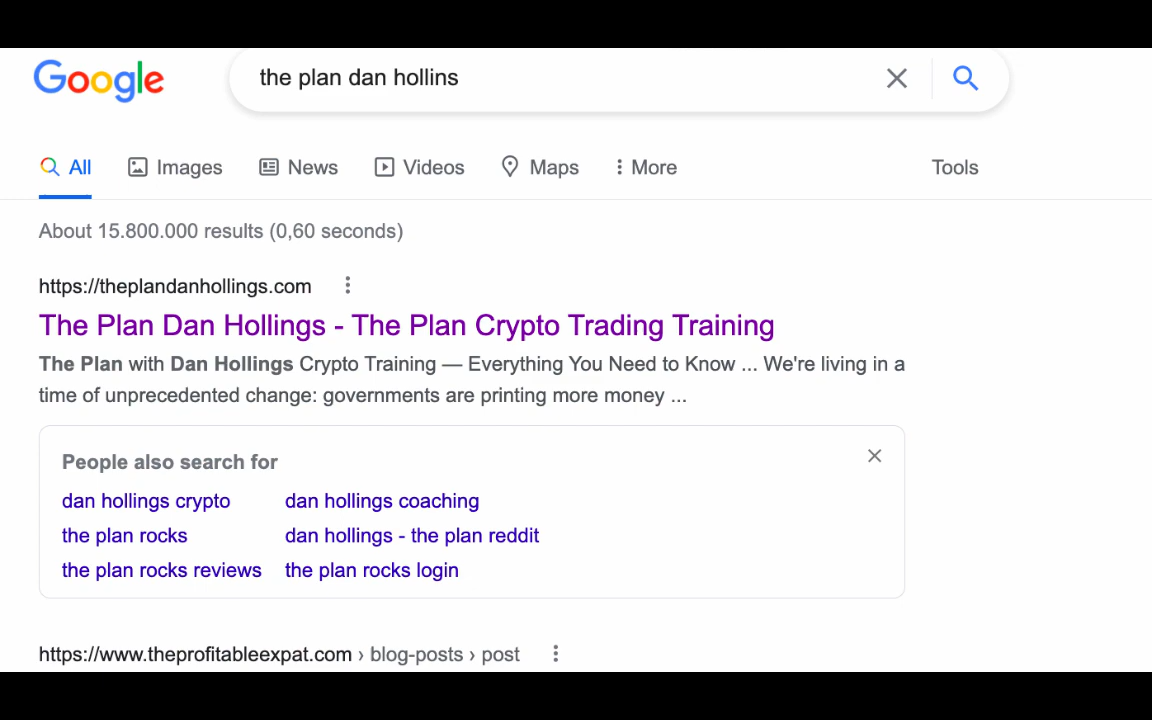 Google
the plan dan hollins
All Images News Videos Maps More Tools
About 15.800.000 results (0,60 seconds)
https://theplandanhollings.com
The Plan Dan Hollings - The Plan Crypto Trading Training
The Plan with Dan Hollings Crypto Training — Everything You Need to Know ... We're living in a
time of unprecedented change: governments are printing more money ...
People also search for
dan hollings crypto dan hollings coaching
the plan rocks dan hollings - the plan reddit
the plan rocks reviews the plan rocks login
https://www.theprofitableexpat.com › blog-posts › post